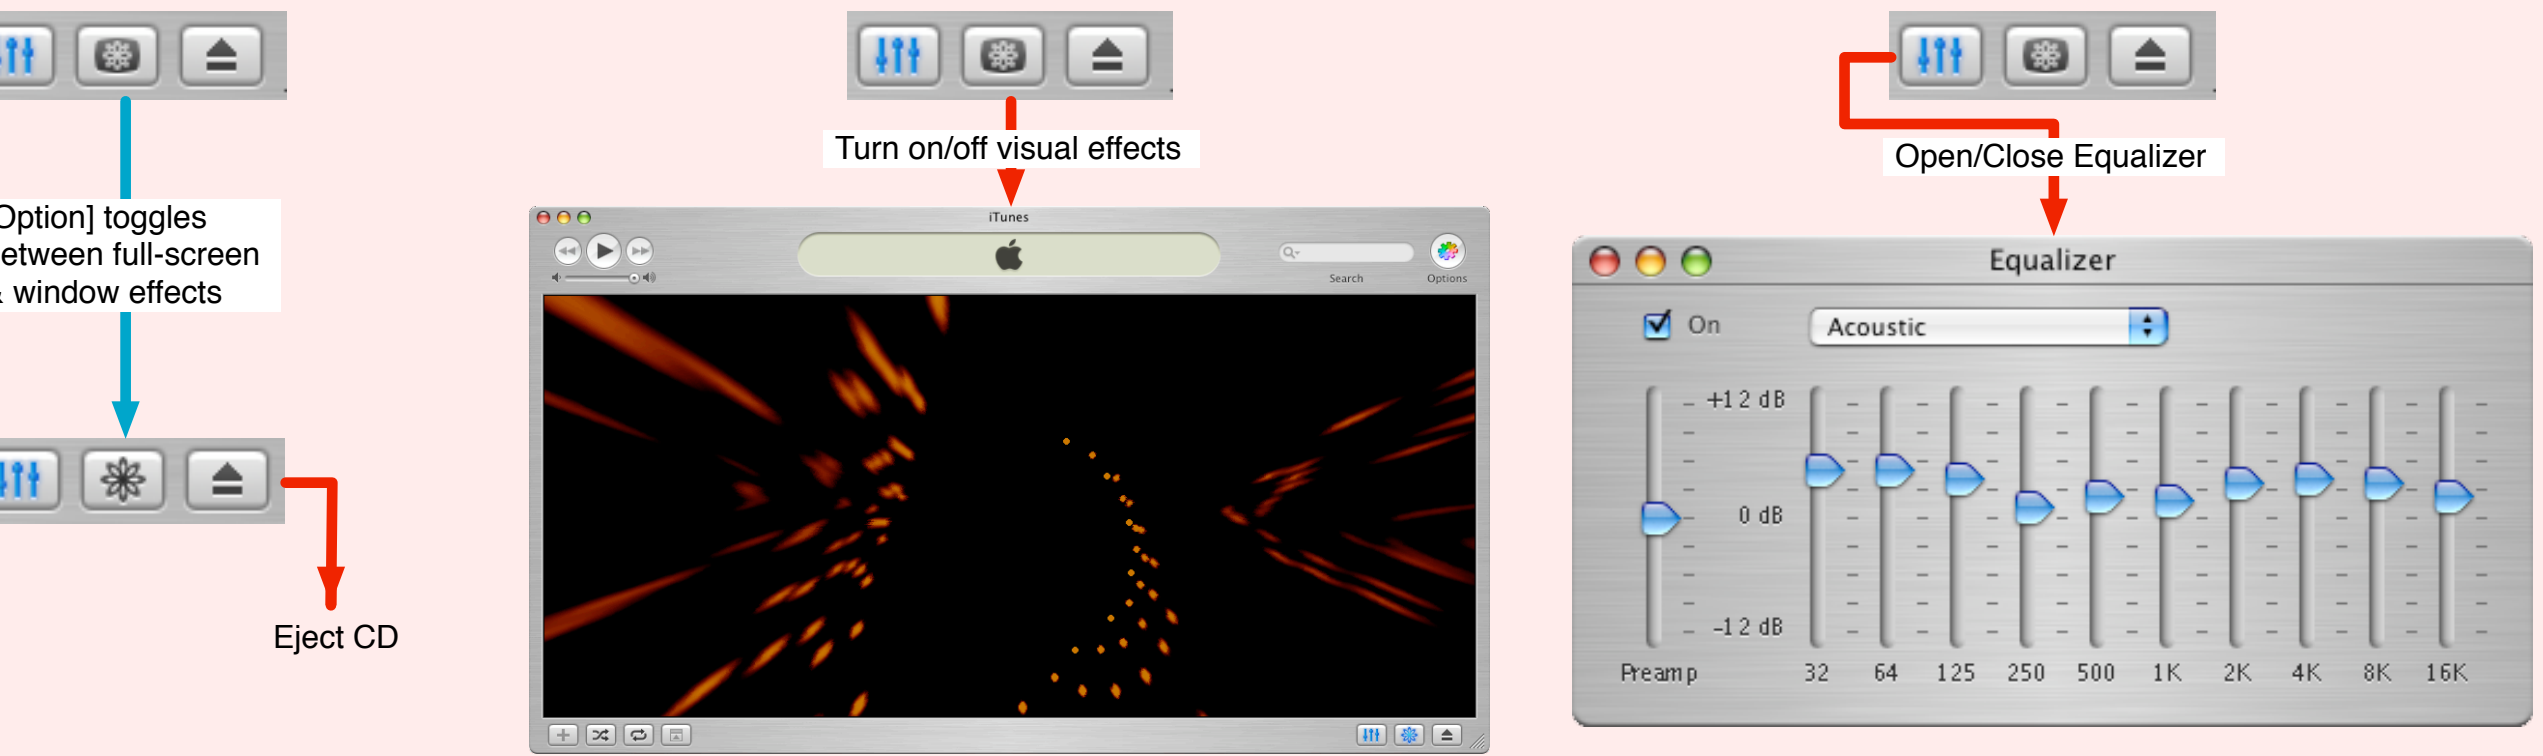 Option] toggles
etween full-screen
& window effects
Eject CD
Turn on/off visual effects
iTunes
Search
Options
Open/Close Equalizer
Equalizer
On
Acoustic
+12 dB
0 dB
-12 dB
Preamp 32 64 125 250 500 1K 2K 4K 8K 16K